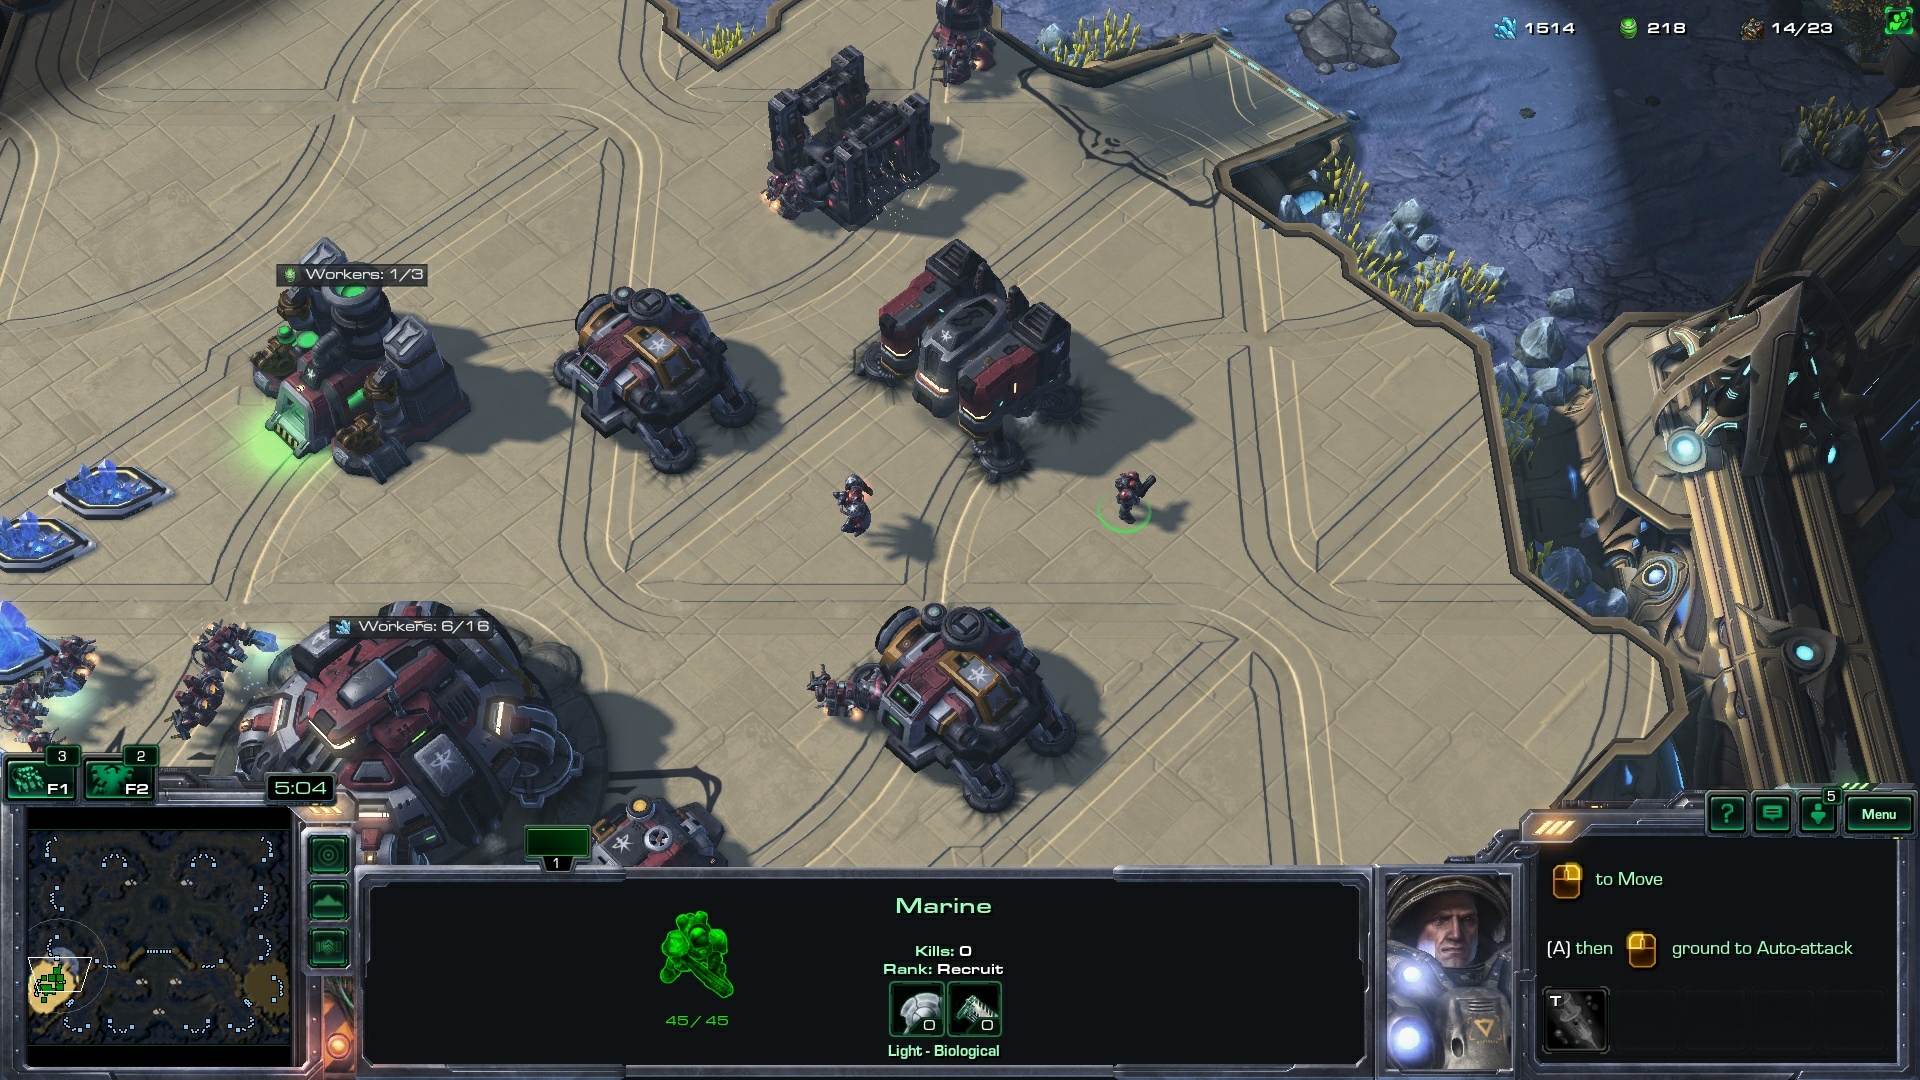 1514 218 14/23
Workers: 1/3
Workers: 6/16
3 2
F1 F2
5:04
5
? Menu
1
Marine
Kills: 0
Rank: Recruit
0 0
45/45
Light - Biological
to Move
(A) then ground to Auto-attack
T